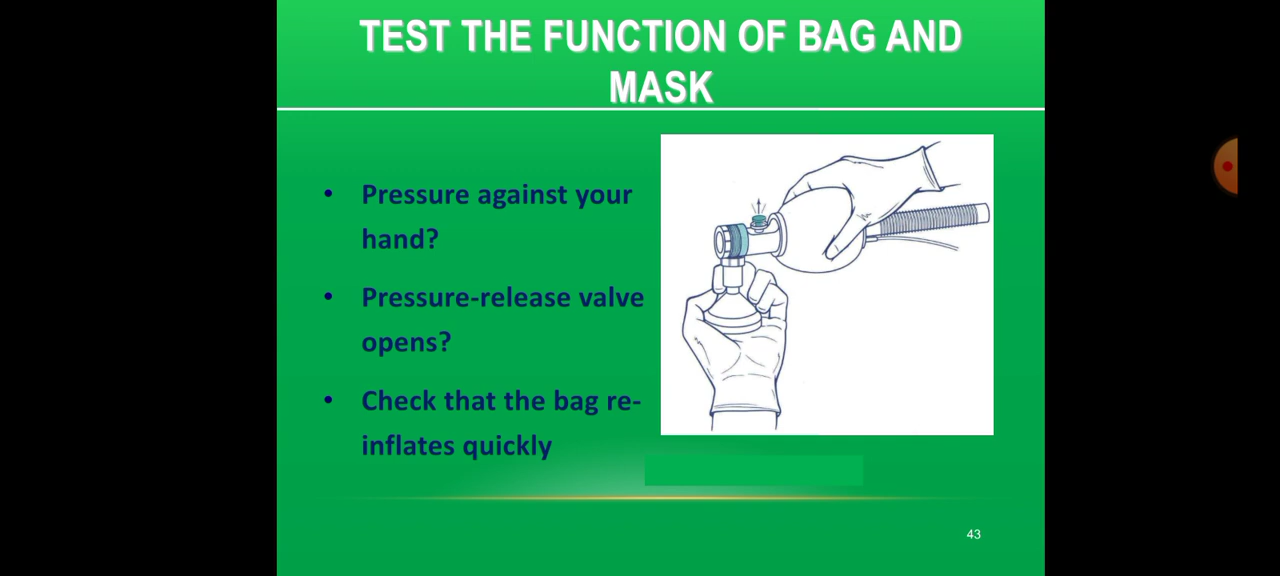 TEST THE FUNCTION OF BAG AND
MASK
• Pressure against your
hand?
• Pressure-release valve
opens?
• Check that the bag re-
inflates quickly
43